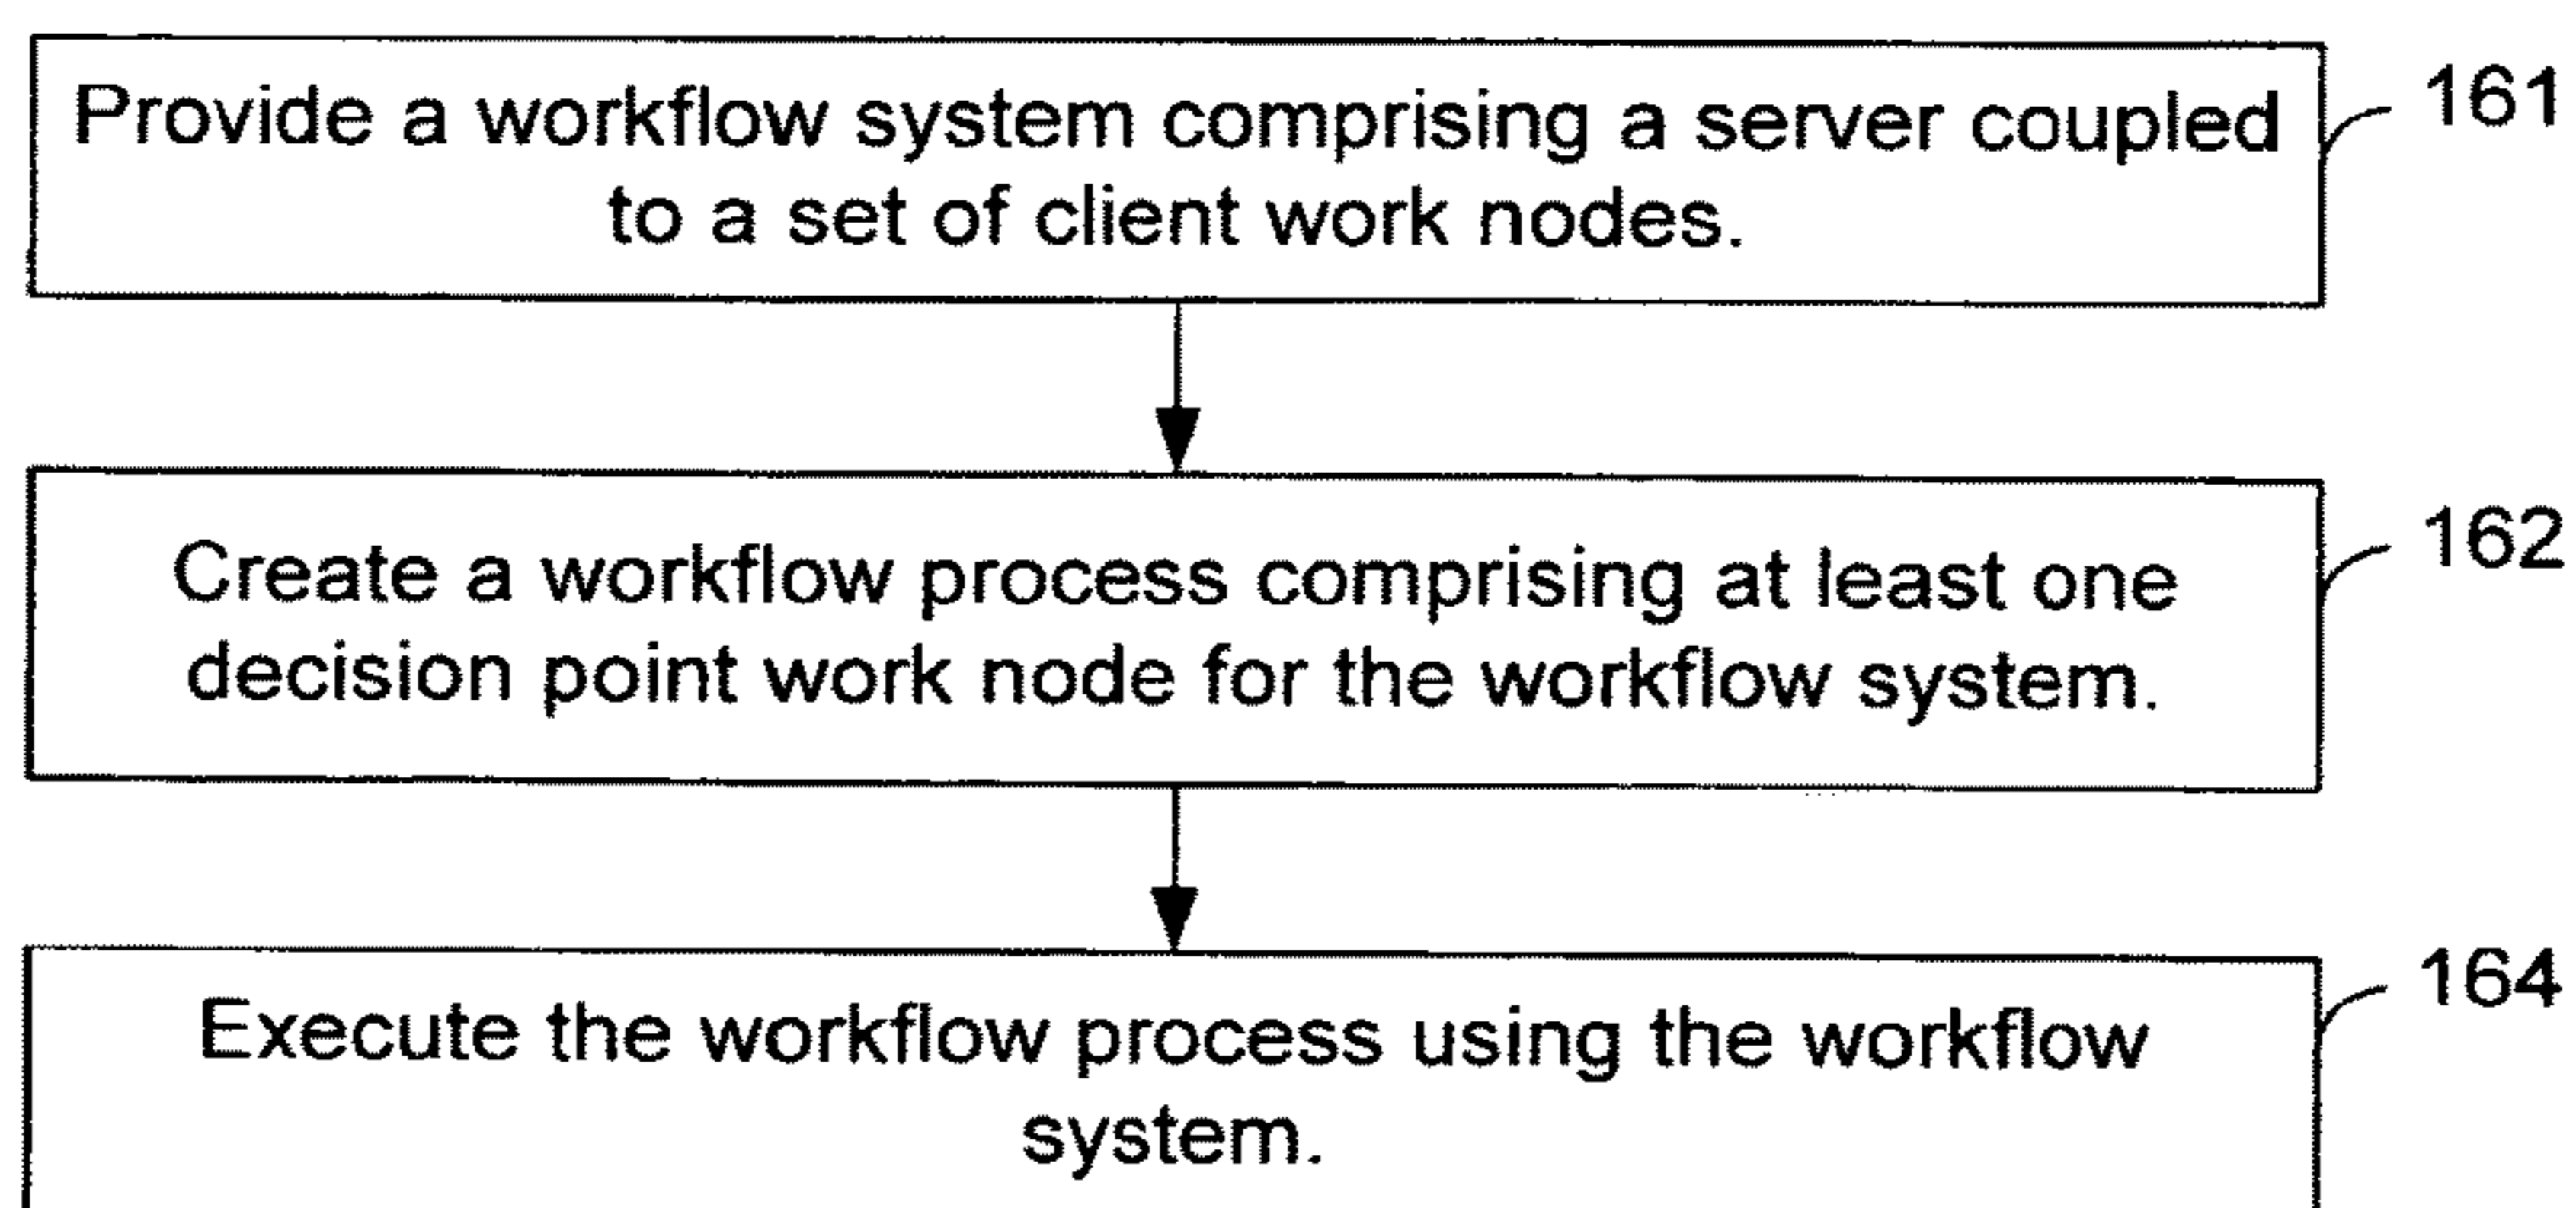 Provide a workflow system comprising a server coupled
to a set of client work nodes.
161
Create a workflow process comprising at least one
decision point work node for the workflow system.
162
Execute the workflow process using the workflow
system.
164